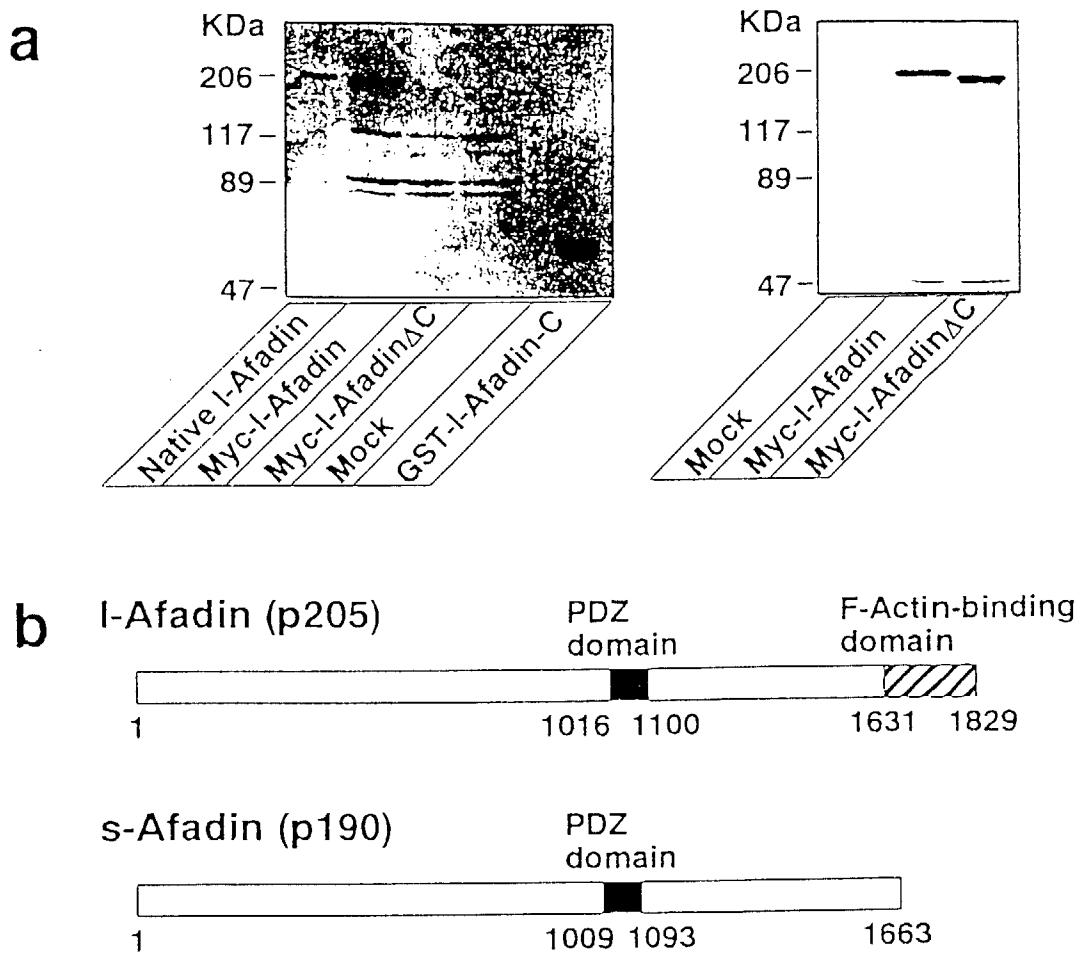 a
KDa
206
117
89
47
*
*
*
*
Native l-Afadin
Myc-l-Afadin
Myc-l-AfadinΔC
Mock
GST-l-Afadin-C
KDa
206
117
89
47
Mock
Myc-l-Afadin
Myc-l-AfadinΔC
b
l-Afadin (p205)
PDZ
domain
F-Actin-binding
domain
1
1016
1100
1631
1829
s-Afadin (p190)
PDZ
domain
1
1009
1093
1663